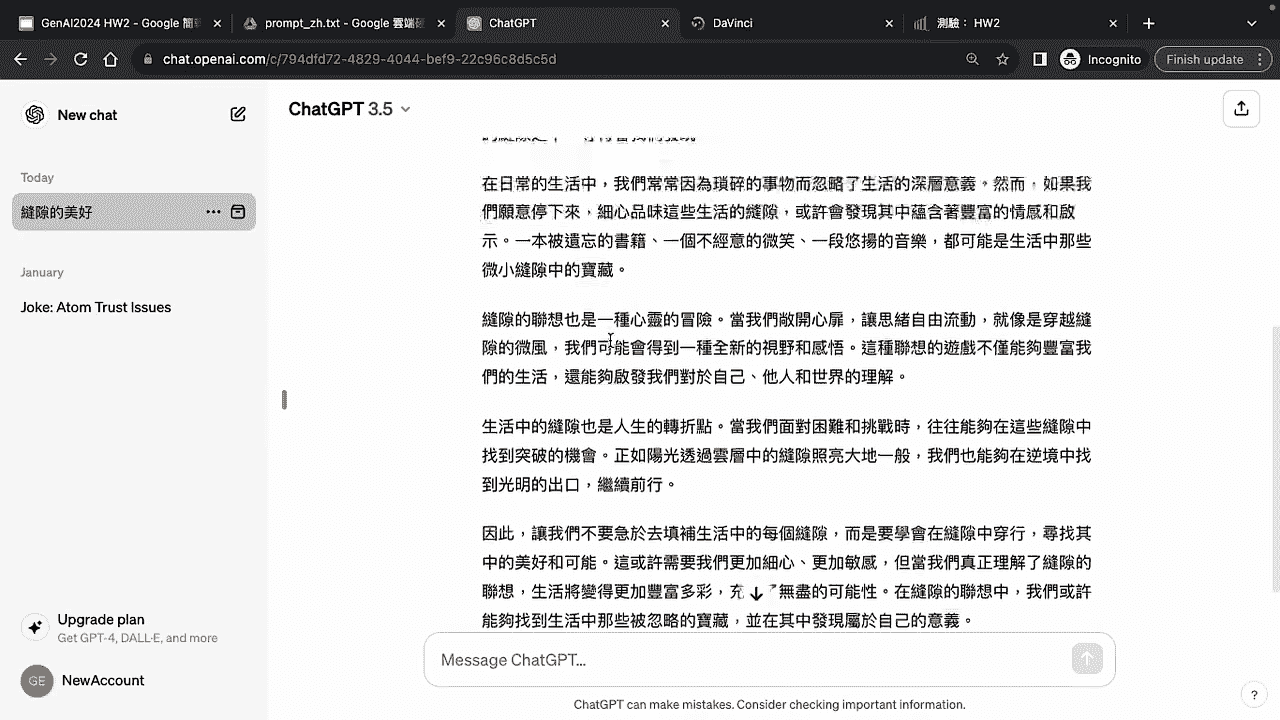 GenAI2024 HW2 - Google 簡
prompt_zh.txt - Google 雲端硬
ChatGPT
DaVinci
測驗： HW2
chat.openai.com/c/794dfd72-4829-4044-bef9-22c96c8d5c5d
Incognito
Finish update
New chat
ChatGPT 3.5
Today
縫隙的美好
January
Joke: Atom Trust Issues
在日常的生活中，我們常常因為瑣碎的事物而忽略了生活的深層意義。然而，如果我
們願意停下來，細心品味這些生活的縫隙，或許會發現其中蘊含著豐富的情感和啟
示。一本被遺忘的書籍、一個不經意的微笑、一段悠揚的音樂，都可能是生活中那些
微小縫隙中的寶藏。
縫隙的聯想也是一種心靈的冒險。當我們敞開心扉，讓思緒自由流動，就像是穿越縫
隙的微風，我們可能會得到一種全新的視野和感悟。這種聯想的遊戲不僅能夠豐富我
們的生活，還能夠啟發我們對於自己、他人和世界的理解。
生活中的縫隙也是人生的轉折點。當我們面對困難和挑戰時，往往能夠在這些縫隙中
找到突破的機會。正如陽光透過雲層中的縫隙照亮大地一般，我們也能夠在逆境中找
到光明的出口，繼續前行。
因此，讓我們不要急於去填補生活中的每個縫隙，而是要學會在縫隙中穿行，尋找其
中的美好和可能。這或許需要我們更加細心、更加敏感，但當我們真正理解了縫隙的
聯想，生活將變得更加豐富多彩，充 無盡的可能性。在縫隙的聯想中，我們或許
能夠找到生活中那些被忽略的寶藏，並在其中發現屬於自己的意義。
Upgrade plan
Get GPT-4, DALL·E, and more
GE
NewAccount
Message ChatGPT...
ChatGPT can make mistakes. Consider checking important information.
?